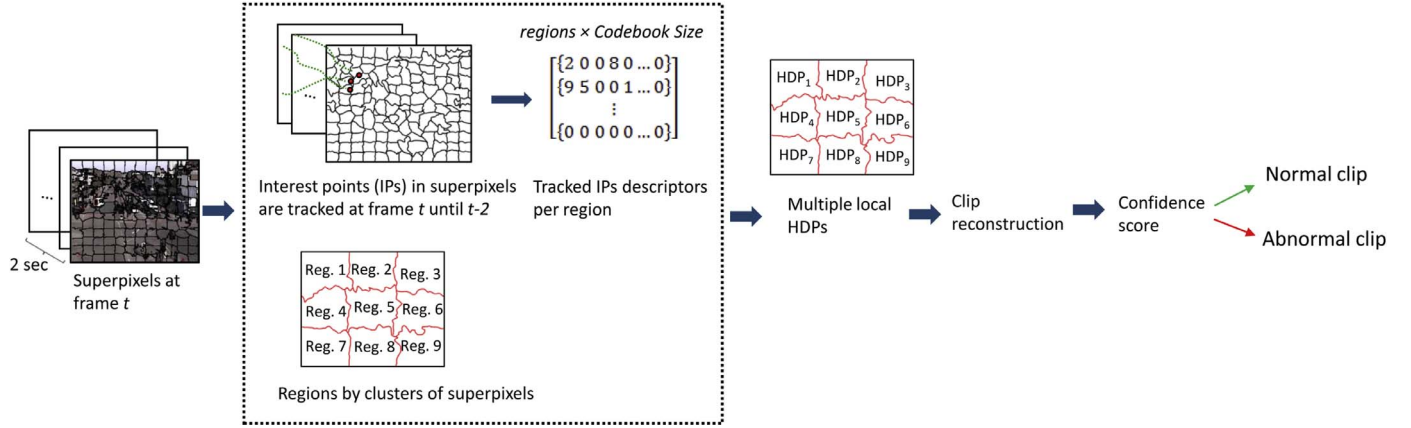 ...
2 sec
Superpixels at
frame t
...
Interest points (IPs) in superpixels
are tracked at frame t until t-2
regions × Codebook Size
{2 0 0 8 0 ... 0}
{9 5 0 0 1 ... 0}
⋮
{0 0 0 0 0 ... 0}
Tracked IPs descriptors
per region
Reg. 1 Reg. 2 Reg. 3
Reg. 4 Reg. 5 Reg. 6
Reg. 7 Reg. 8 Reg. 9
Regions by clusters of superpixels
HDP1 HDP2 HDP3
HDP4 HDP5 HDP6
HDP7 HDP8 HDP9
Multiple local
HDPs
Clip
reconstruction
Confidence
score
Normal clip
Abnormal clip